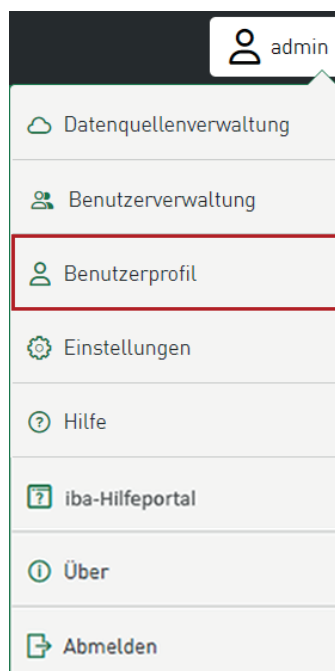 admin
Datenquellenverwaltung
Benutzerverwaltung
Benutzerprofil
Einstellungen
? Hilfe
? iba-Hilfeportal
i Über
Abmelden